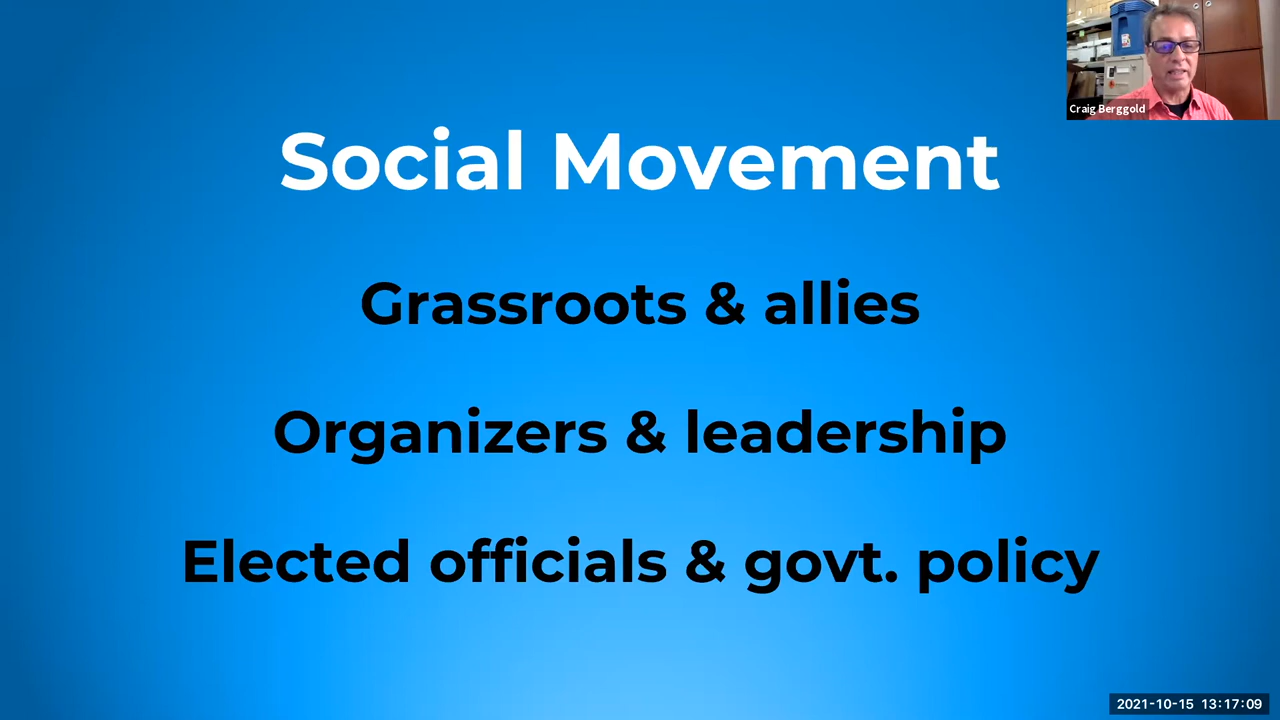 Craig Berggold
Social Movement
Grassroots & allies
Organizers & leadership
Elected officials & govt. policy
2021-10-15 13:17:09